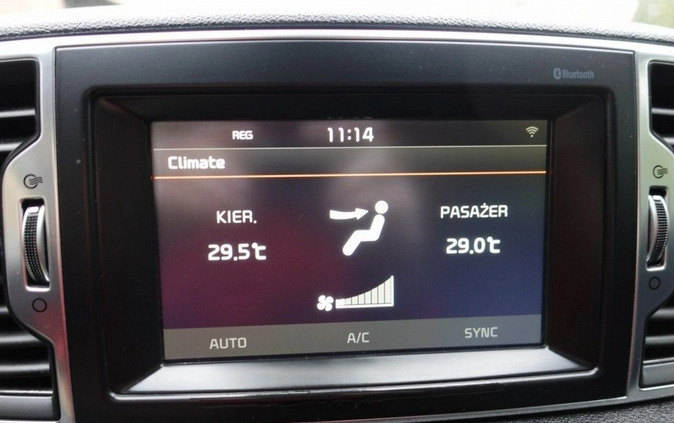 Bluetooth
REG 11:14
Climate
KIER. PASAŻER
29.5℃ 29.0℃
AUTO A/C SYNC